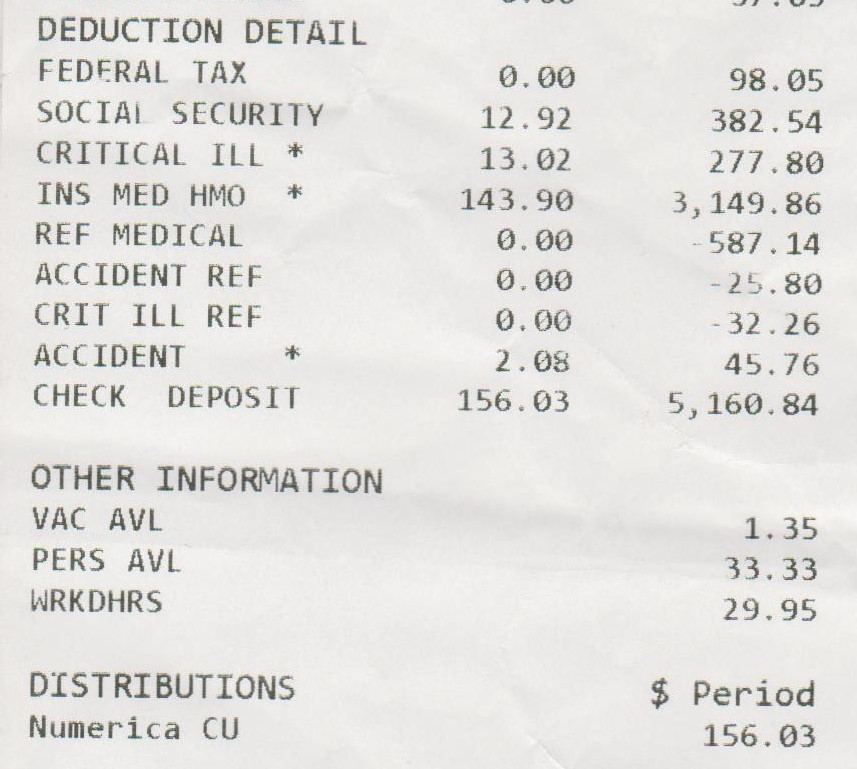 DEDUCTION DETAIL
FEDERAL TAX 0.00 98.05
SOCIAL SECURITY 12.92 382.54
CRITICAL ILL * 13.02 277.80
INS MED HMO * 143.90 3,149.86
REF MEDICAL 0.00 -587.14
ACCIDENT REF 0.00 -25.80
CRIT ILL REF 0.00 -32.26
ACCIDENT * 2.08 45.76
CHECK DEPOSIT 156.03 5,160.84
OTHER INFORMATION
VAC AVL 1.35
PERS AVL 33.33
WRKDHRS 29.95
DISTRIBUTIONS $ Period
Numerica CU 156.03